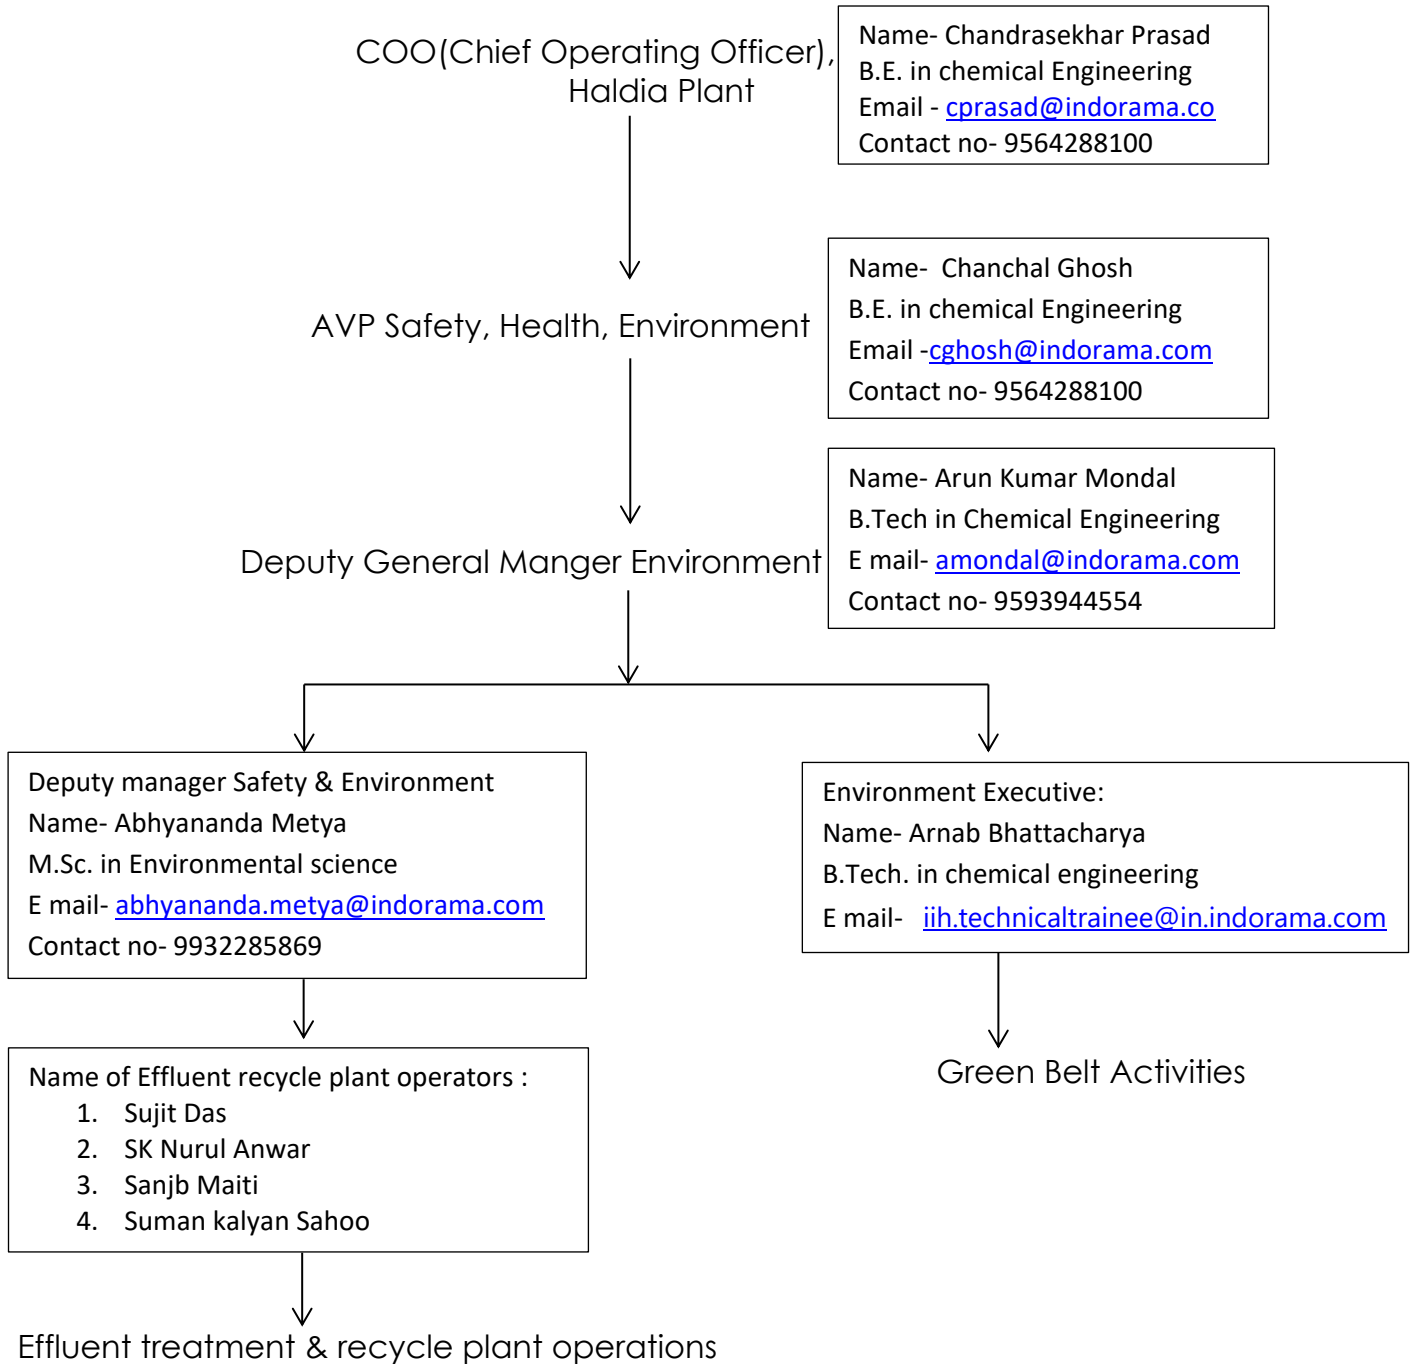 COO(Chief Operating Officer),
Haldia Plant
Name- Chandrasekhar Prasad
B.E. in chemical Engineering
Email - cprasad@indorama.co
Contact no- 9564288100
AVP Safety, Health, Environment
Name-  Chanchal Ghosh
B.E. in chemical Engineering
Email -cghosh@indorama.com
Contact no- 9564288100
Deputy General Manger Environment
Name- Arun Kumar Mondal
B.Tech in Chemical Engineering
E mail- amondal@indorama.com
Contact no- 9593944554
Deputy manager Safety & Environment
Name- Abhyananda Metya
M.Sc. in Environmental science
E mail- abhyananda.metya@indorama.com
Contact no- 9932285869
Environment Executive:
Name- Arnab Bhattacharya
B.Tech. in chemical engineering
E mail-   iih.technicaltrainee@in.indorama.com
Name of Effluent recycle plant operators :
1. Sujit Das
2. SK Nurul Anwar
3. Sanjb Maiti
4. Suman kalyan Sahoo
Green Belt Activities
Effluent treatment & recycle plant operations